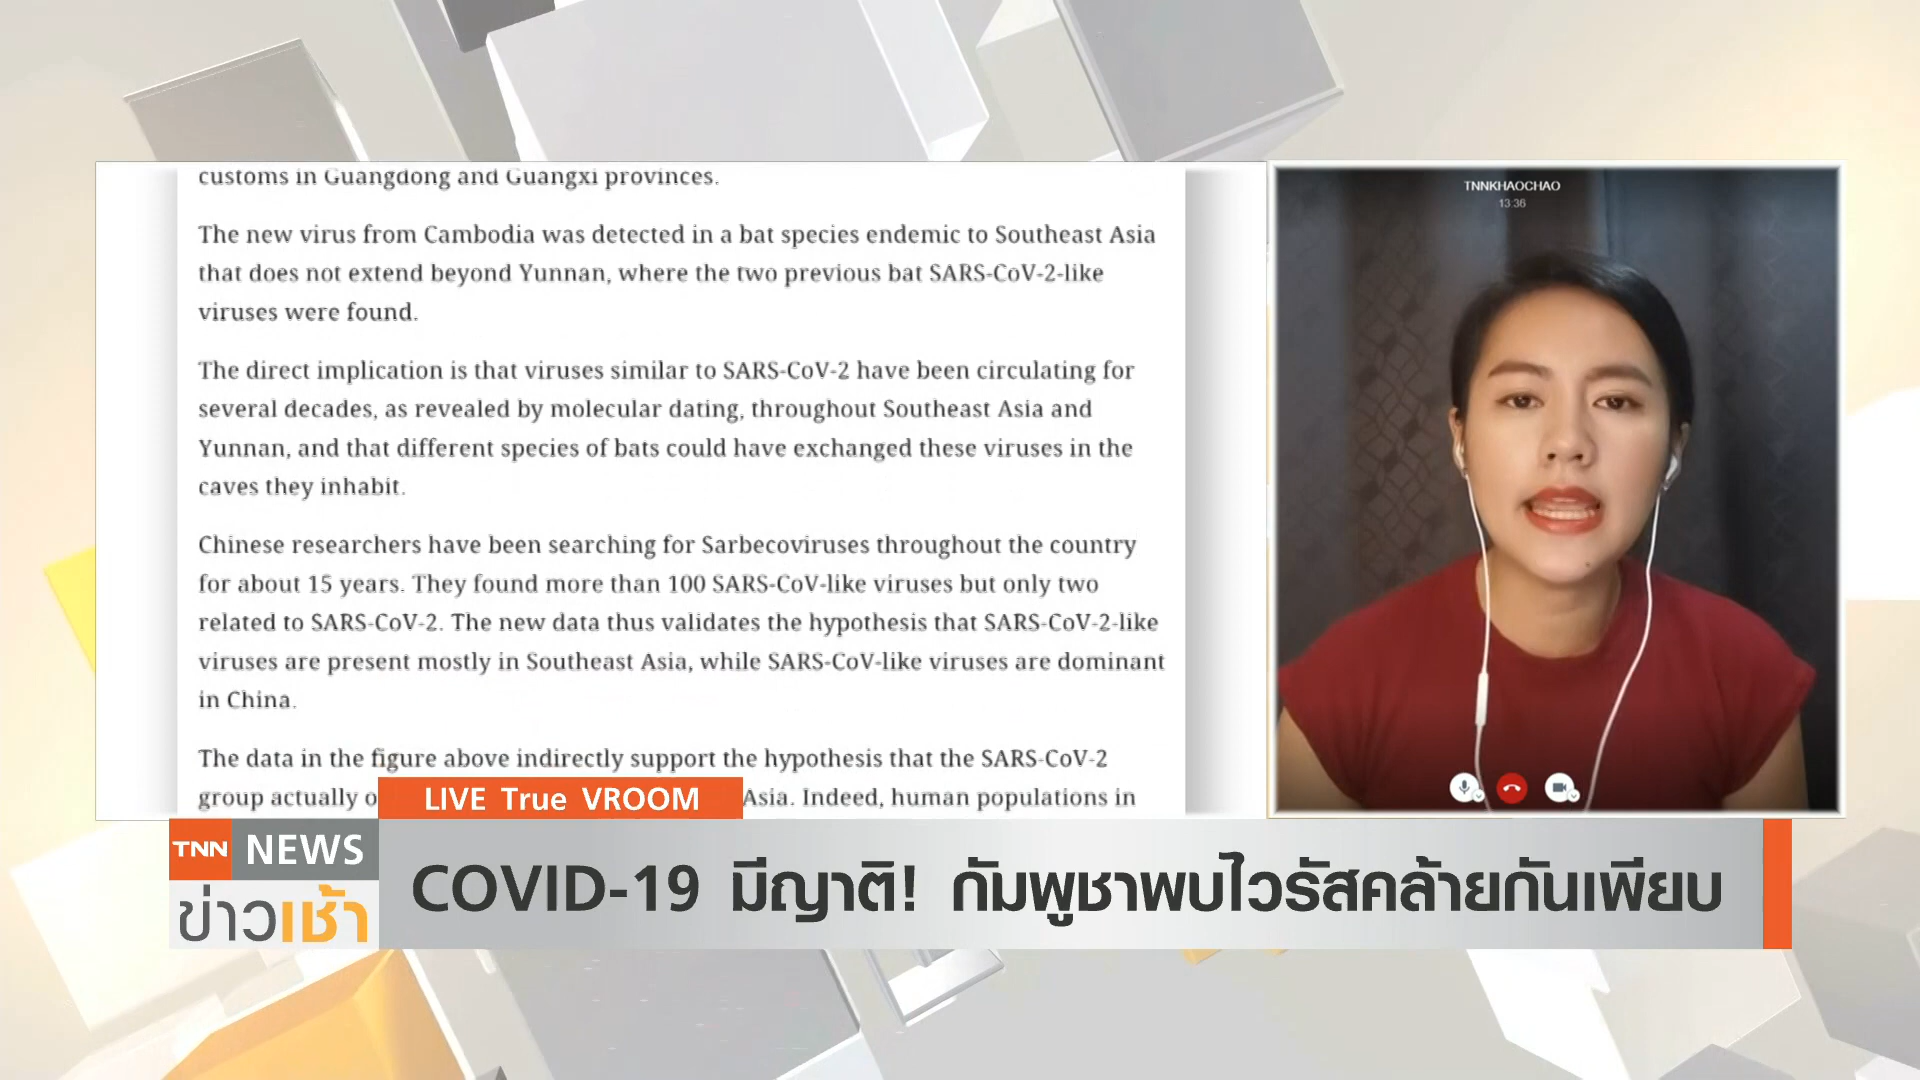 customs in Guangdong and Guangxi provinces.
The new virus from Cambodia was detected in a bat species endemic to Southeast Asia
that does not extend beyond Yunnan, where the two previous bat SARS-CoV-2-like
viruses were found.
The direct implication is that viruses similar to SARS-CoV-2 have been circulating for
several decades, as revealed by molecular dating, throughout Southeast Asia and
Yunnan, and that different species of bats could have exchanged these viruses in the
caves they inhabit.
Chinese researchers have been searching for Sarbecoviruses throughout the country
for about 15 years. They found more than 100 SARS-CoV-like viruses but only two
related to SARS-CoV-2. The new data thus validates the hypothesis that SARS-CoV-2-like
viruses are present mostly in Southeast Asia, while SARS-CoV-like viruses are dominant
in China.
The data in the figure above indirectly support the hypothesis that the SARS-CoV-2
group actually o Asia. Indeed, human populations in
TNNKHAOCHAO
13:36
LIVE True VROOM
TNN NEWS
ข่าวเช้า
COVID-19 มีญาติ! กัมพูชาพบไวรัสคล้ายกันเพียบ